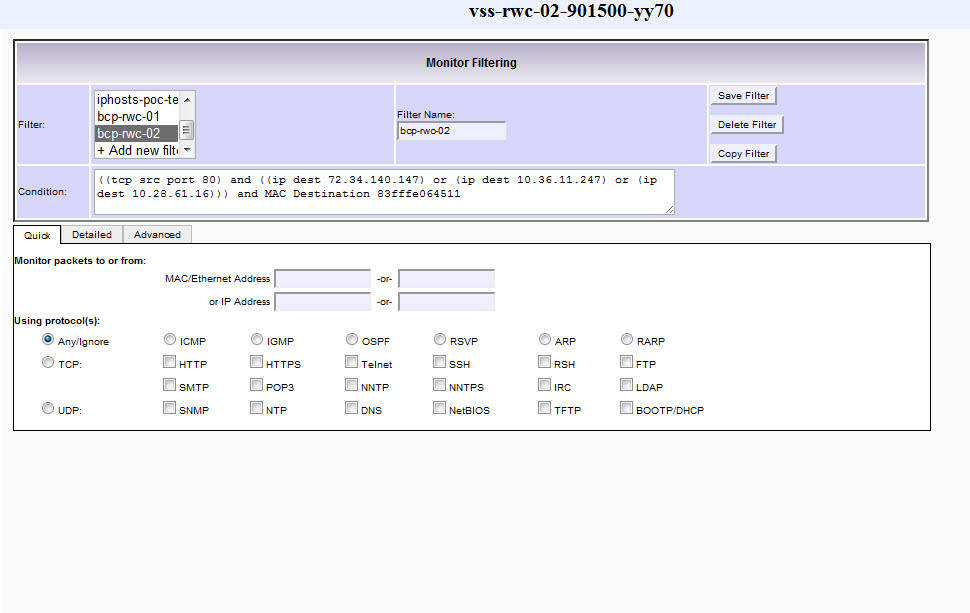 vss-rwc-02-901500-yy70
Monitor Filtering
Filter:
iphosts-poc-te
bcp-rwc-01
bcp-rwc-02
+ Add new filte
Filter Name:
bcp-rwo-02
Save Filter
Delete Filter
Copy Filter
Condition:
((tcp src port 80) and ((ip dest 72.34.140.147) or (ip dest 10.36.11.247) or (ip
dest 10.28.61.16))) and MAC Destination 83fffe064511
Quick Detailed Advanced
Monitor packets to or from:
MAC/Ethernet Address -or-
or IP Address -or-
Using protocol(s):
Any/Ignore ICMP IGMP OSPF RSVP ARP RARP
TCP: HTTP HTTPS Telnet SSH RSH FTP
SMTP POP3 NNTP NNTPS IRC LDAP
UDP: SNMP NTP DNS NetBIOS TFTP BOOTP/DHCP